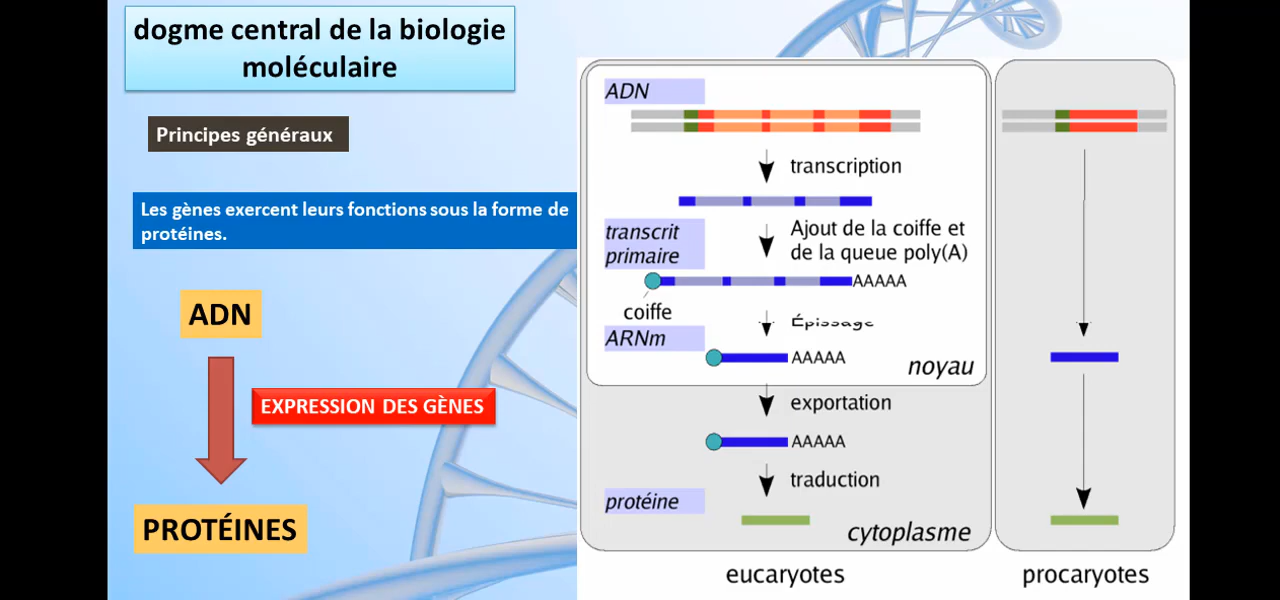 dogme central de la biologie
moléculaire
Principes généraux
Les gènes exercent leurs fonctions sous la forme de
protéines.
ADN
EXPRESSION DES GÈNES
PROTÉINES
ADN
transcription
transcrit
primaire
Ajout de la coiffe et
de la queue poly(A)
AAAAA
coiffe
Épissage
ARNm
AAAAA
noyau
exportation
AAAAA
traduction
protéine
cytoplasme
eucaryotes
procaryotes